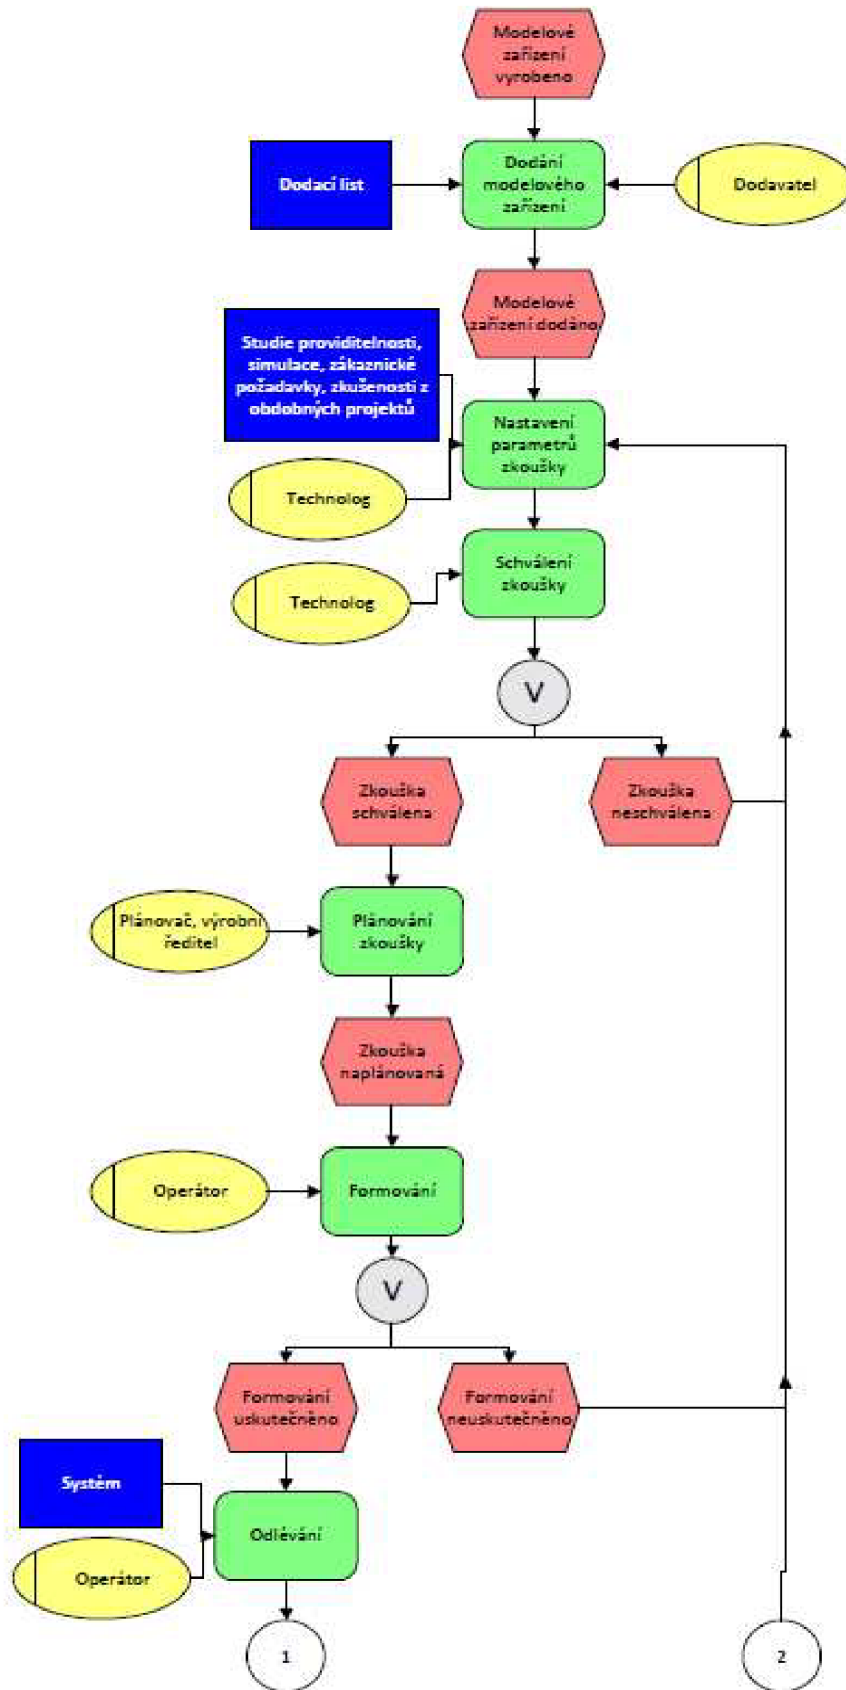 Modelové
zařízení
vyrobeno
Dodací list
Dodání
modelového
zařízení
Dodavatel
Modelové
zařízení dodáno
Studie providitelnosti,
simulace, zákaznické
požadavky, zkušenosti z
obdobných projektů
Nastavení
parametrů
zkoušky
Technolog
Schválení
zkoušky
Technolog
V
Zkouška
schválena
Zkouška
neschválena
Plánovač, výrobní
ředitel
Plánování
zkoušky
Zkouška
naplánovaná
Operátor
Formování
V
Formování
uskutečněno
Formování
neuskutečněno
Systém
Odlévání
Operátor
1
2